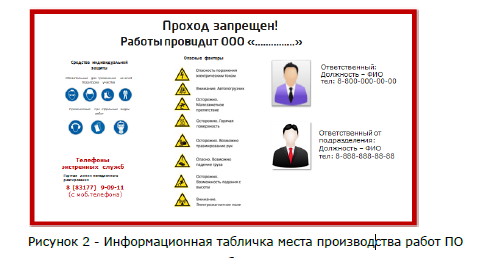 Проход запрещен!
Работы провидит ООО «...............»
Средства индивидуальной
защиты
Опасные факторы
Опасность поражения
электрическим током
Внимание. Автопогрузчик
Осторожно.
Малозаметное
препятствие
Осторожно. Горячая
поверхность
Осторожно. Возможно
травмирование рук
Опасно. Возможно
падение груза
Осторожно.
Возможность падения с
высоты
Внимание.
Электромагнитное поле
Ответственный:
Должность – ФИО
тел: 8-800-000-00-00
Ответственный от
подразделения:
Должность – ФИО
тел: 8-888-888-88-88
Телефоны
экстренных служб
8 (83177) 9-09-11
(с моб.телефона)
Рисунок 2 - Информационная табличка места производства работ ПО